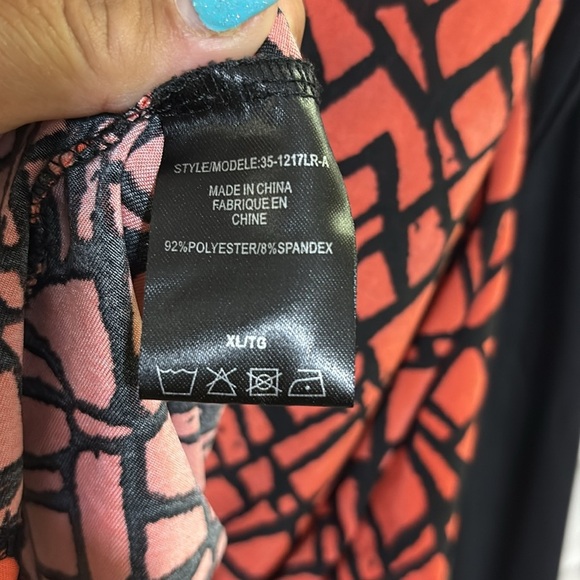 STYLE/MODELE:35-1217LR-A
MADE IN CHINA
FABRIQUE EN
CHINE
92%POLYESTER/8%SPANDEX
XL/TG